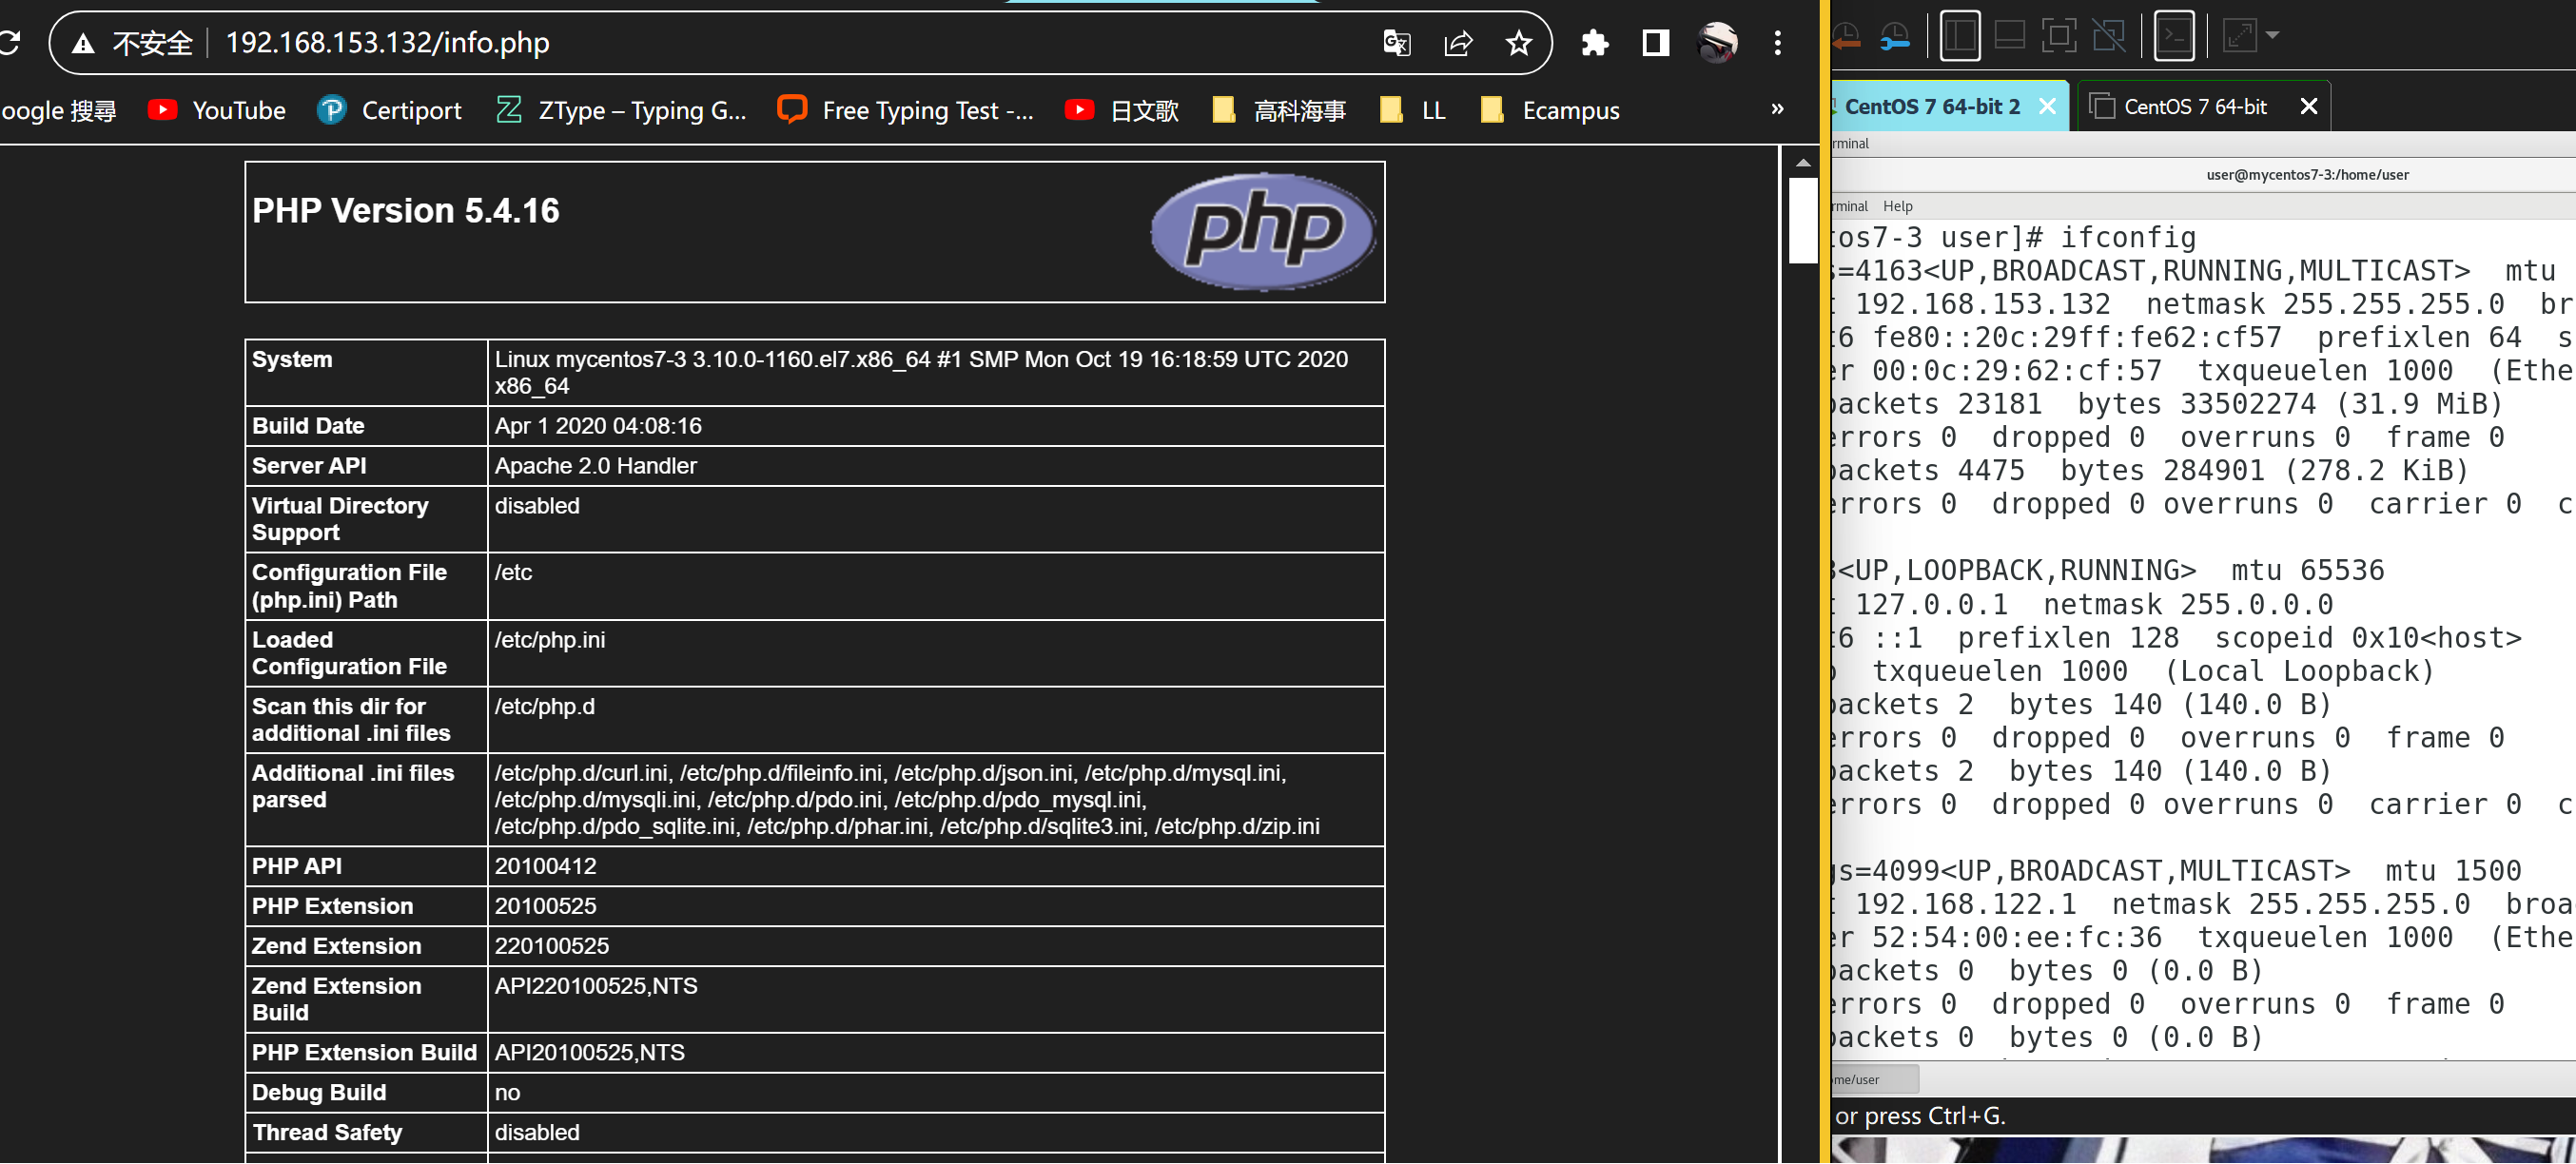 不安全 192.168.153.132/info.php
oogle 搜尋 YouTube Certiport ZType – Typing G... Free Typing Test -... 日文歌 高科海事 LL Ecampus »
PHP Version 5.4.16
php
System Linux mycentos7-3 3.10.0-1160.el7.x86_64 #1 SMP Mon Oct 19 16:18:59 UTC 2020
x86_64
Build Date Apr 1 2020 04:08:16
Server API Apache 2.0 Handler
Virtual Directory disabled
Support
Configuration File /etc
(php.ini) Path
Loaded /etc/php.ini
Configuration File
Scan this dir for /etc/php.d
additional .ini files
Additional .ini files /etc/php.d/curl.ini, /etc/php.d/fileinfo.ini, /etc/php.d/json.ini, /etc/php.d/mysql.ini,
parsed /etc/php.d/mysqli.ini, /etc/php.d/pdo.ini, /etc/php.d/pdo_mysql.ini,
/etc/php.d/pdo_sqlite.ini, /etc/php.d/phar.ini, /etc/php.d/sqlite3.ini, /etc/php.d/zip.ini
PHP API 20100412
PHP Extension 20100525
Zend Extension 220100525
Zend Extension API220100525,NTS
Build
PHP Extension Build API20100525,NTS
Debug Build no
Thread Safety disabled
CentOS 7 64-bit 2 CentOS 7 64-bit
rminal
user@mycentos7-3:/home/user
rminal Help
tos7-3 user]# ifconfig
s=4163<UP,BROADCAST,RUNNING,MULTICAST> mtu
t 192.168.153.132 netmask 255.255.255.0 br
t6 fe80::20c:29ff:fe62:cf57 prefixlen 64 s
er 00:0c:29:62:cf:57 txqueuelen 1000 (Ethe
packets 23181 bytes 33502274 (31.9 MiB)
errors 0 dropped 0 overruns 0 frame 0
packets 4475 bytes 284901 (278.2 KiB)
errors 0 dropped 0 overruns 0 carrier 0 c
3<UP,LOOPBACK,RUNNING> mtu 65536
t 127.0.0.1 netmask 255.0.0.0
t6 ::1 prefixlen 128 scopeid 0x10<host>
p txqueuelen 1000 (Local Loopback)
packets 2 bytes 140 (140.0 B)
errors 0 dropped 0 overruns 0 frame 0
packets 2 bytes 140 (140.0 B)
errors 0 dropped 0 overruns 0 carrier 0 c
gs=4099<UP,BROADCAST,MULTICAST> mtu 1500
t 192.168.122.1 netmask 255.255.255.0 broa
er 52:54:00:ee:fc:36 txqueuelen 1000 (Ethe
packets 0 bytes 0 (0.0 B)
errors 0 dropped 0 overruns 0 frame 0
packets 0 bytes 0 (0.0 B)
ome/user
or press Ctrl+G.